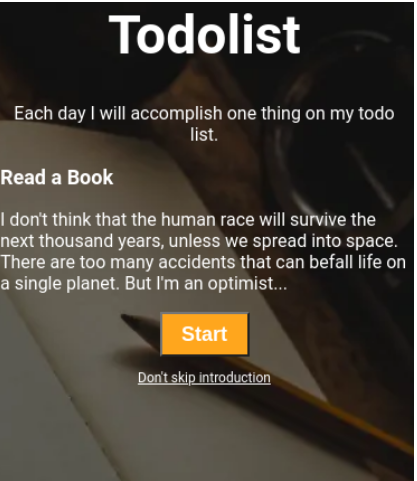 Todolist
Each day I will accomplish one thing on my todo
list.
Read a Book
I don't think that the human race will survive the
next thousand years, unless we spread into space.
There are too many accidents that can befall life on
a single planet. But I'm an optimist...
Start
Don't skip introduction